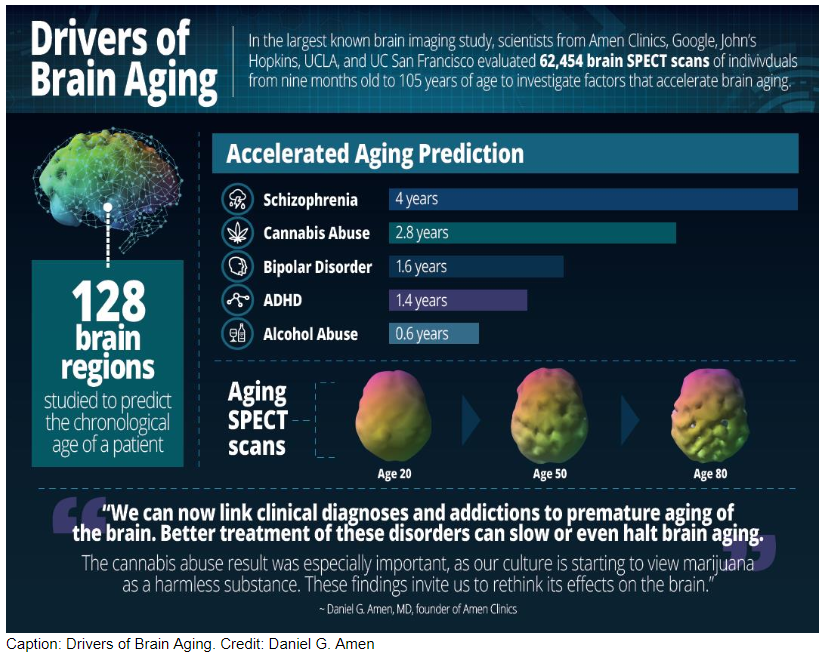 Drivers of
Brain Aging
In the largest known brain imaging study, scientists from Amen Clinics, Google, John's
Hopkins, UCLA, and UC San Francisco evaluated 62,454 brain SPECT scans of indiviyduals
from nine months old to 105 years of age to investigate factors that accelerate brain aging.
Accelerated Aging Prediction
Schizophrenia
4 years
Cannabis Abuse
2.8 years
Bipolar Disorder
1.6 years
ADHD
1.4 years
Alcohol Abuse
0.6 years
128
brain
regions
studied to predict
the chronological
age of a patient
Aging
SPECT
scans
Age 20
Age 50
Age 80
"We can now link clinical diagnoses and addictions to premature aging of
the brain. Better treatment of these disorders can slow or even halt brain aging.
The cannabis abuse result was especially important, as our culture is starting to view marijuana
as a harmless substance. These findings invite us to rethink its effects on the brain."
~ Daniel G. Amen, MD, founder of Amen Clinics
Caption: Drivers of Brain Aging. Credit: Daniel G. Amen